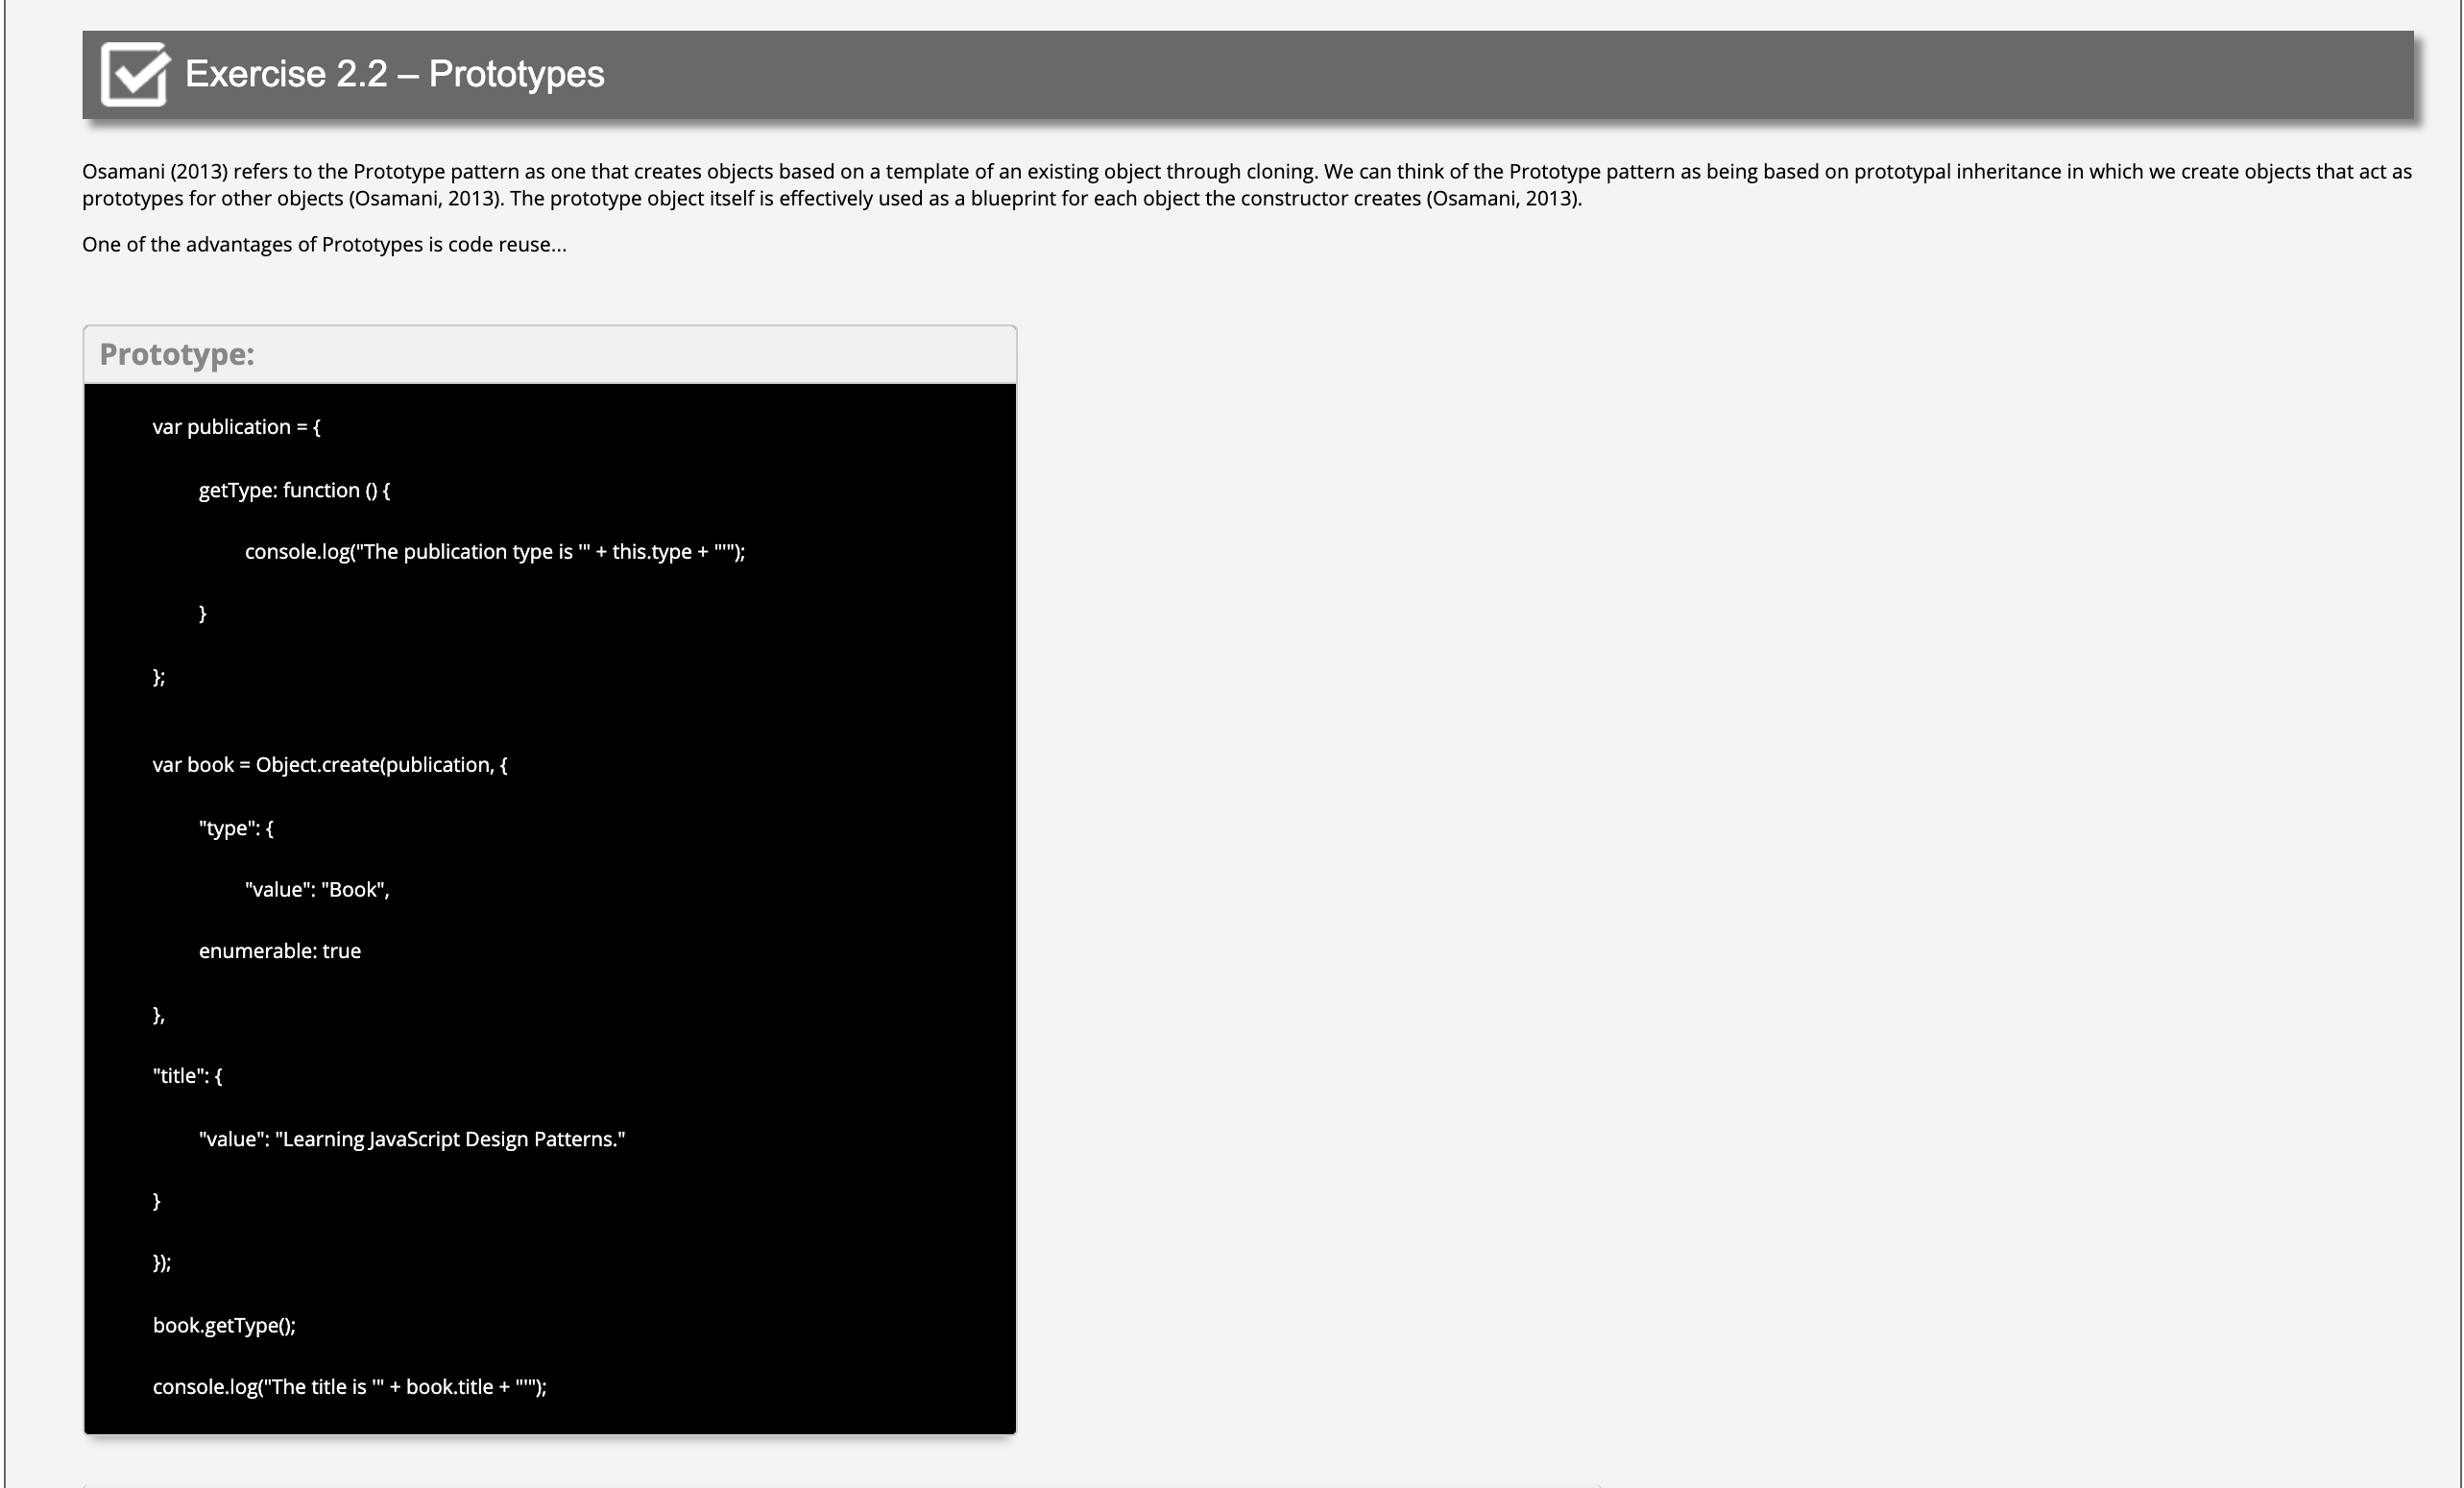 Exercise 2.2 – Prototypes
Osamani (2013) refers to the Prototype pattern as one that creates objects based on a template of an existing object through cloning. We can think of the Prototype pattern as being based on prototypal inheritance in which we create objects that act as
prototypes for other objects (Osamani, 2013). The prototype object itself is effectively used as a blueprint for each object the constructor creates (Osamani, 2013).
One of the advantages of Prototypes is code reuse...
Prototype:
var publication = {
getType: function () {
console.log("The publication type is '" + this.type + "'");
}
};
var book = Object.create(publication, {
"type": {
"value": "Book",
enumerable: true
},
"title": {
"value": "Learning JavaScript Design Patterns."
}
});
book.getType();
console.log("The title is '" + book.title + "'");